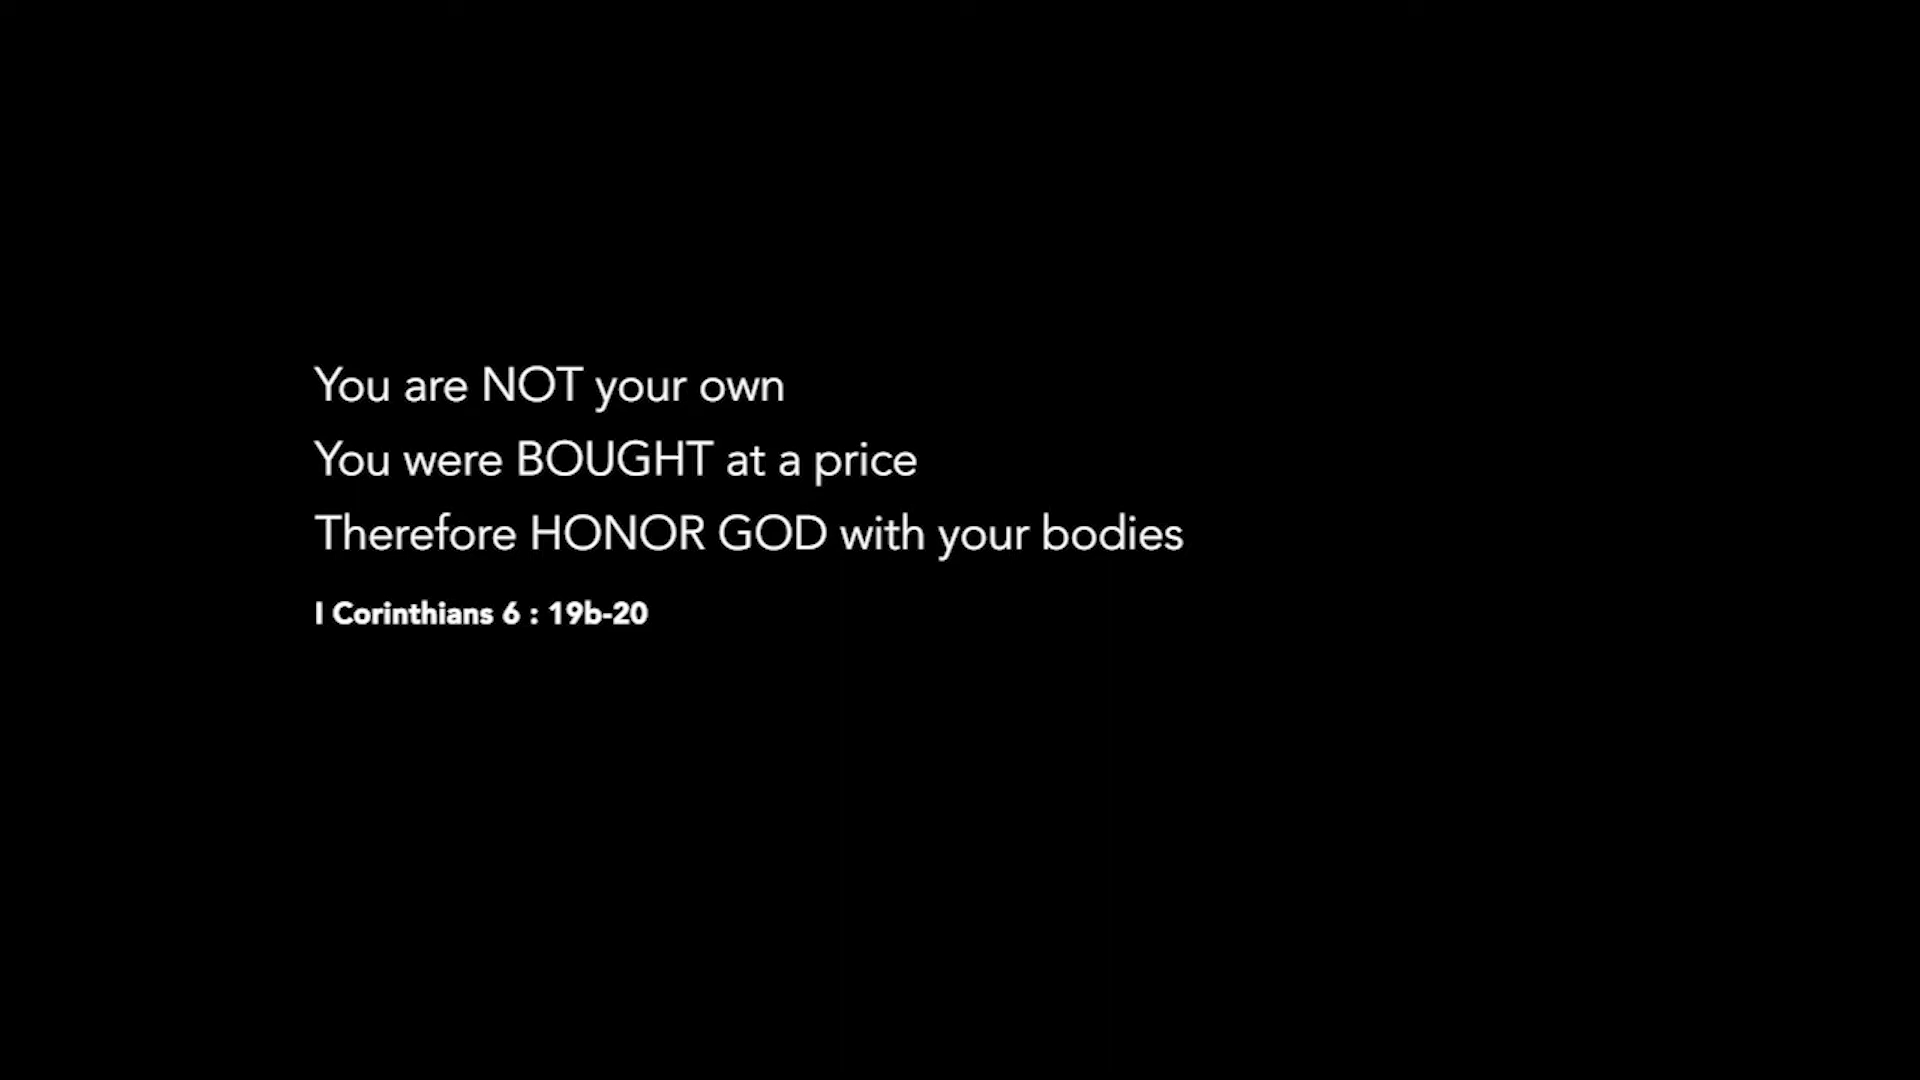 You are NOT your own
You were BOUGHT at a price
Therefore HONOR GOD with your bodies
I Corinthians 6 : 19b-20